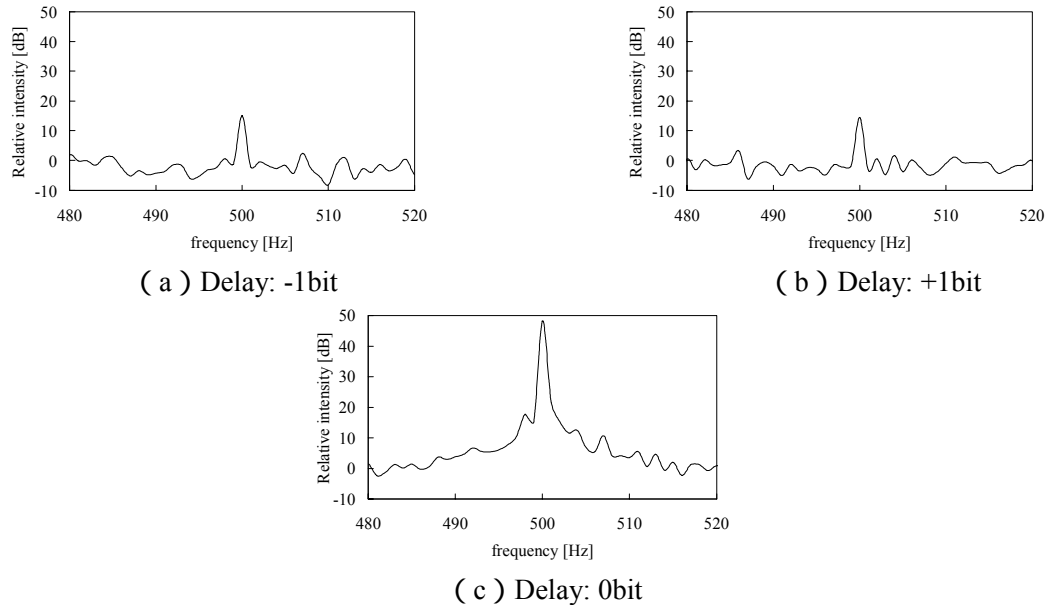 50
40
30
20
10
0
-10
Relative intensity [dB]
480 490 500 510 520
frequency [Hz]
( a ) Delay: -1bit
50
40
30
20
10
0
-10
Relative intensity [dB]
480 490 500 510 520
frequency [Hz]
( b ) Delay: +1bit
50
40
30
20
10
0
-10
Relative intensity [dB]
480 490 500 510 520
frequency [Hz]
( c ) Delay: 0bit